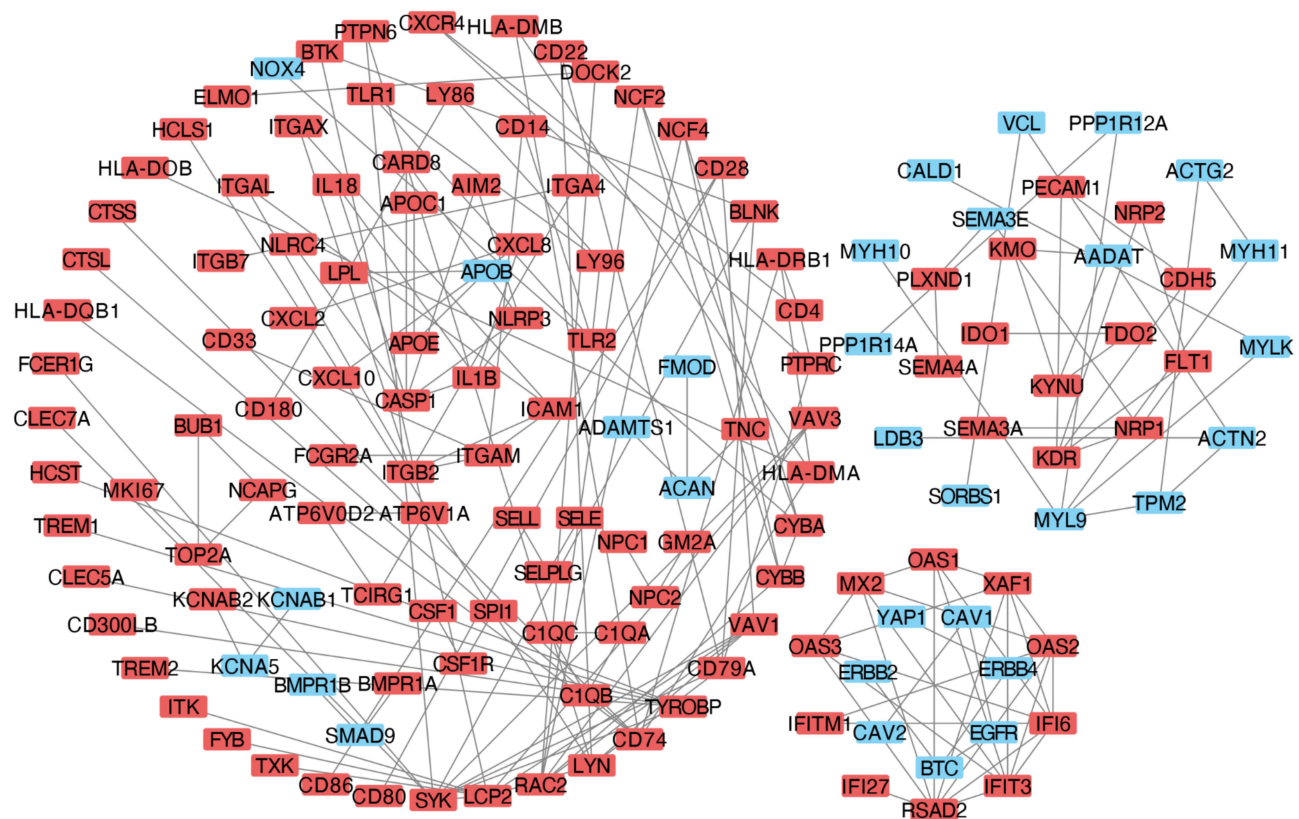 CXCR4
HLA-DMB
PTPN6
BTK
CD22
NOX4
DOCK2
ELMO1
TLR1
LY86
NCF2
HCLS1
ITGAX
CD14
NCF4
HLA-DOB
CARD8
CD28
ITGAL
IL18
AIM2
ITGA4
CTSS
APOC1
BLNK
NLRC4
CXCL8
CTSL
ITGB7
LPL
APOB
LY96
HLA-DRB1
HLA-DQB1
CXCL2
NLRP3
CD4
CD33
APOE
TLR2
FCER1G
CXCL10
IL1B
FMOD
PTPRC
CD180
CASP1
ICAM1
CLEC7A
BUB1
ADAMTS1
TNC
VAV3
FCGR2A
ITGAM
HCST
ITGB2
HLA-DMA
MKI67
NCAPG
ACAN
TREM1
ATP6V0D2
ATP6V1A
SELL
SELE
CYBA
TOP2A
NPC1
GM2A
CLEC5A
SELPLG
CYBB
KCNAB2
KCNAB1
TCIRG1
CSF1
SPI1
NPC2
CD300LB
C1QC
C1QA
VAV1
TREM2
KCNA5
BMPR1B
BMPR1A
CSF1R
CD79A
ITK
C1QB
TYROBP
FYB
SMAD9
CD74
TXK
LYN
CD86
CD80
SYK
LCP2
RAC2
VCL
PPP1R12A
CALD1
PECAM1
ACTG2
SEMA3E
NRP2
MYH10
KMO
AADAT
MYH11
PLXND1
CDH5
IDO1
TDO2
PPP1R14A
SEMA4A
FLT1
MYLK
KYNU
LDB3
SEMA3A
NRP1
ACTN2
KDR
SORBS1
MYL9
TPM2
OAS1
MX2
XAF1
YAP1
CAV1
OAS3
OAS2
ERBB2
ERBB4
IFITM1
CAV2
EGFR
IFI6
BTC
IFI27
IFIT3
RSAD2